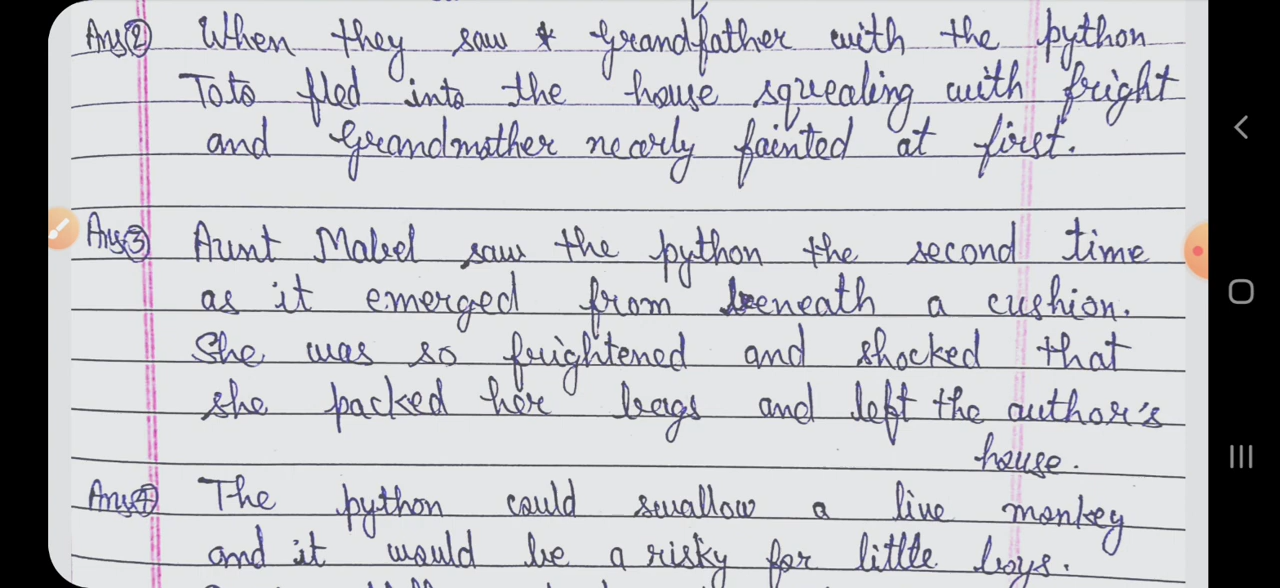 Ans② When they saw Grandfather with the python
Toto fled into the house squealing with fright
and Grandmother nearly fainted at first.
Ans③ Aunt Mabel saw the python the second time
as it emerged from beneath a cushion.
She was so frightened and shocked that
she packed her bags and left the author's
house.
Ans④ The python could swallow a live monkey
and it would be a risky for little boys.